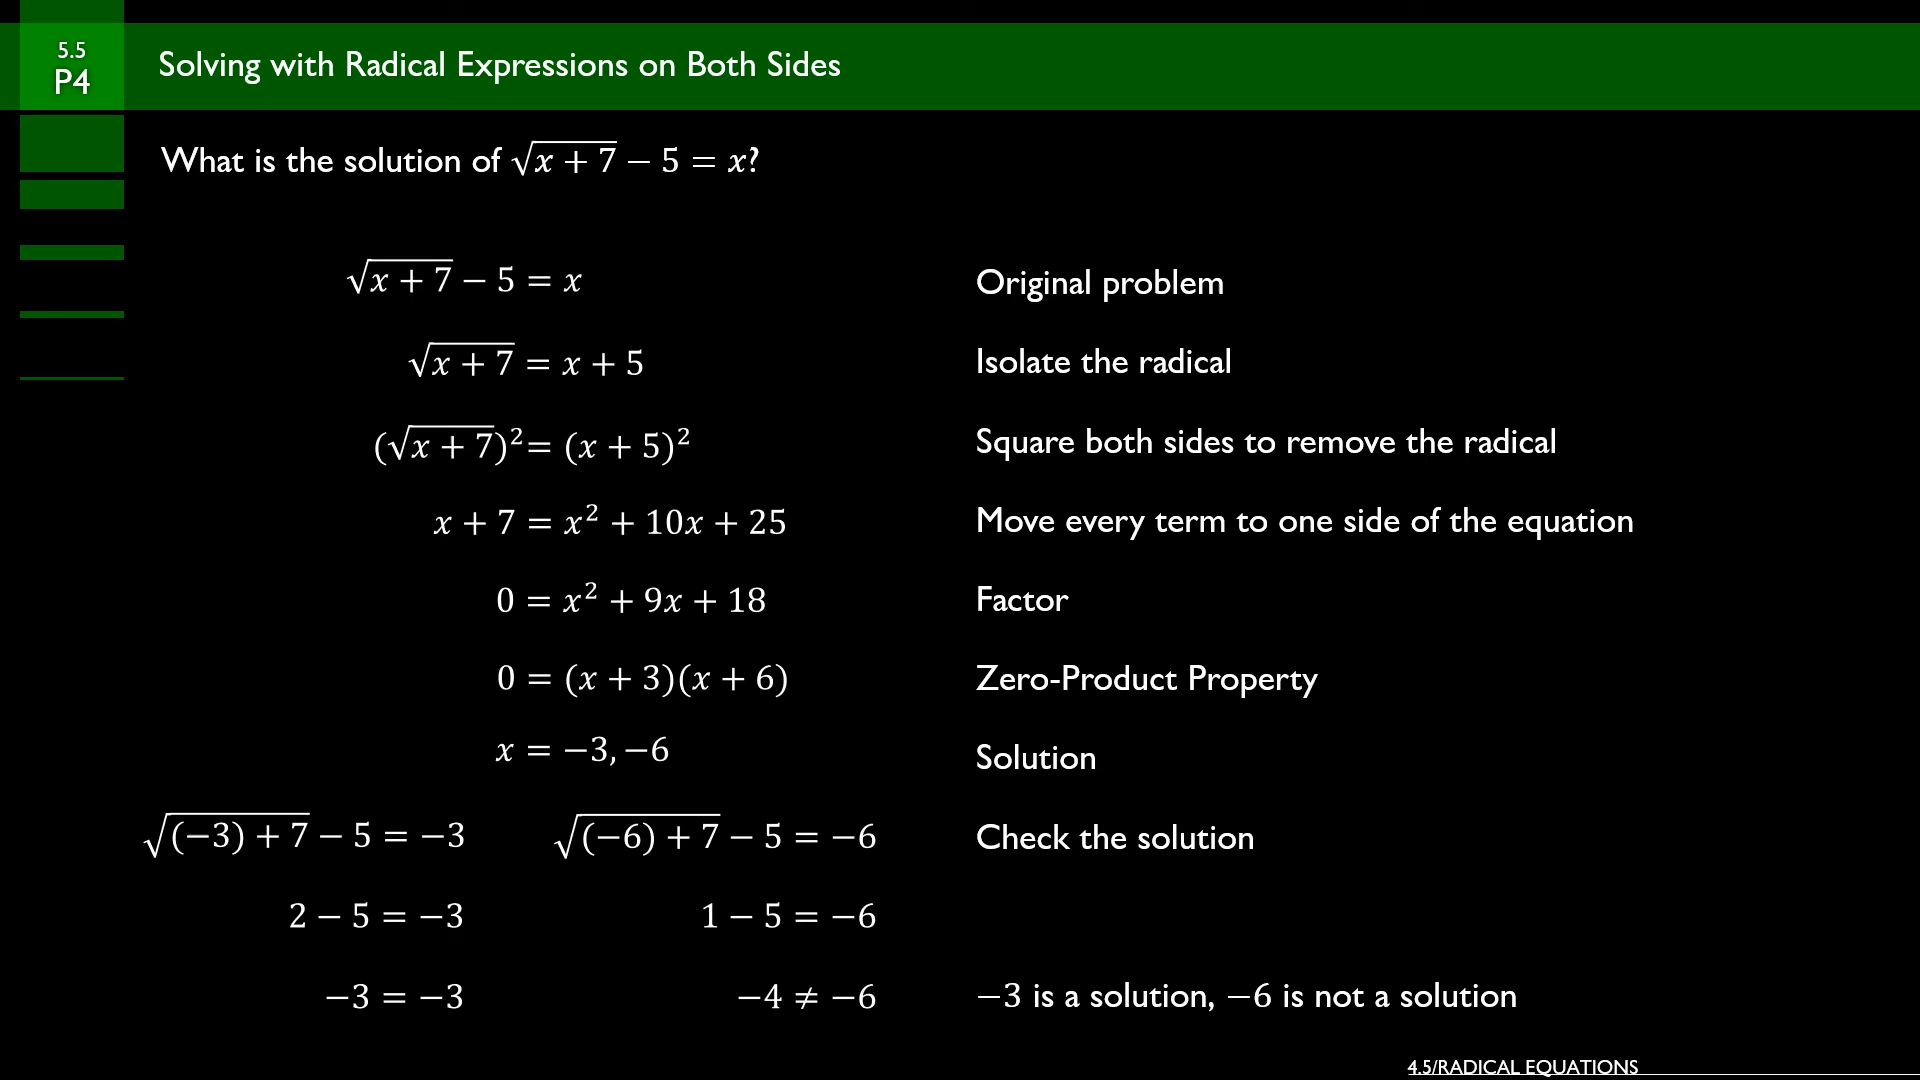 5.5
P4
Solving with Radical Expressions on Both Sides
What is the solution of √(x + 7) − 5 = x?
√(x + 7) − 5 = x
Original problem
√(x + 7) = x + 5
Isolate the radical
(√(x + 7))² = (x + 5)²
Square both sides to remove the radical
x + 7 = x² + 10x + 25
Move every term to one side of the equation
0 = x² + 9x + 18
Factor
0 = (x + 3)(x + 6)
Zero-Product Property
x = −3, −6
Solution
√((−3) + 7) − 5 = −3
√((−6) + 7) − 5 = −6
Check the solution
2 − 5 = −3
1 − 5 = −6
−3 = −3
−4 ≠ −6
−3 is a solution, −6 is not a solution
4.5/RADICAL EQUATIONS